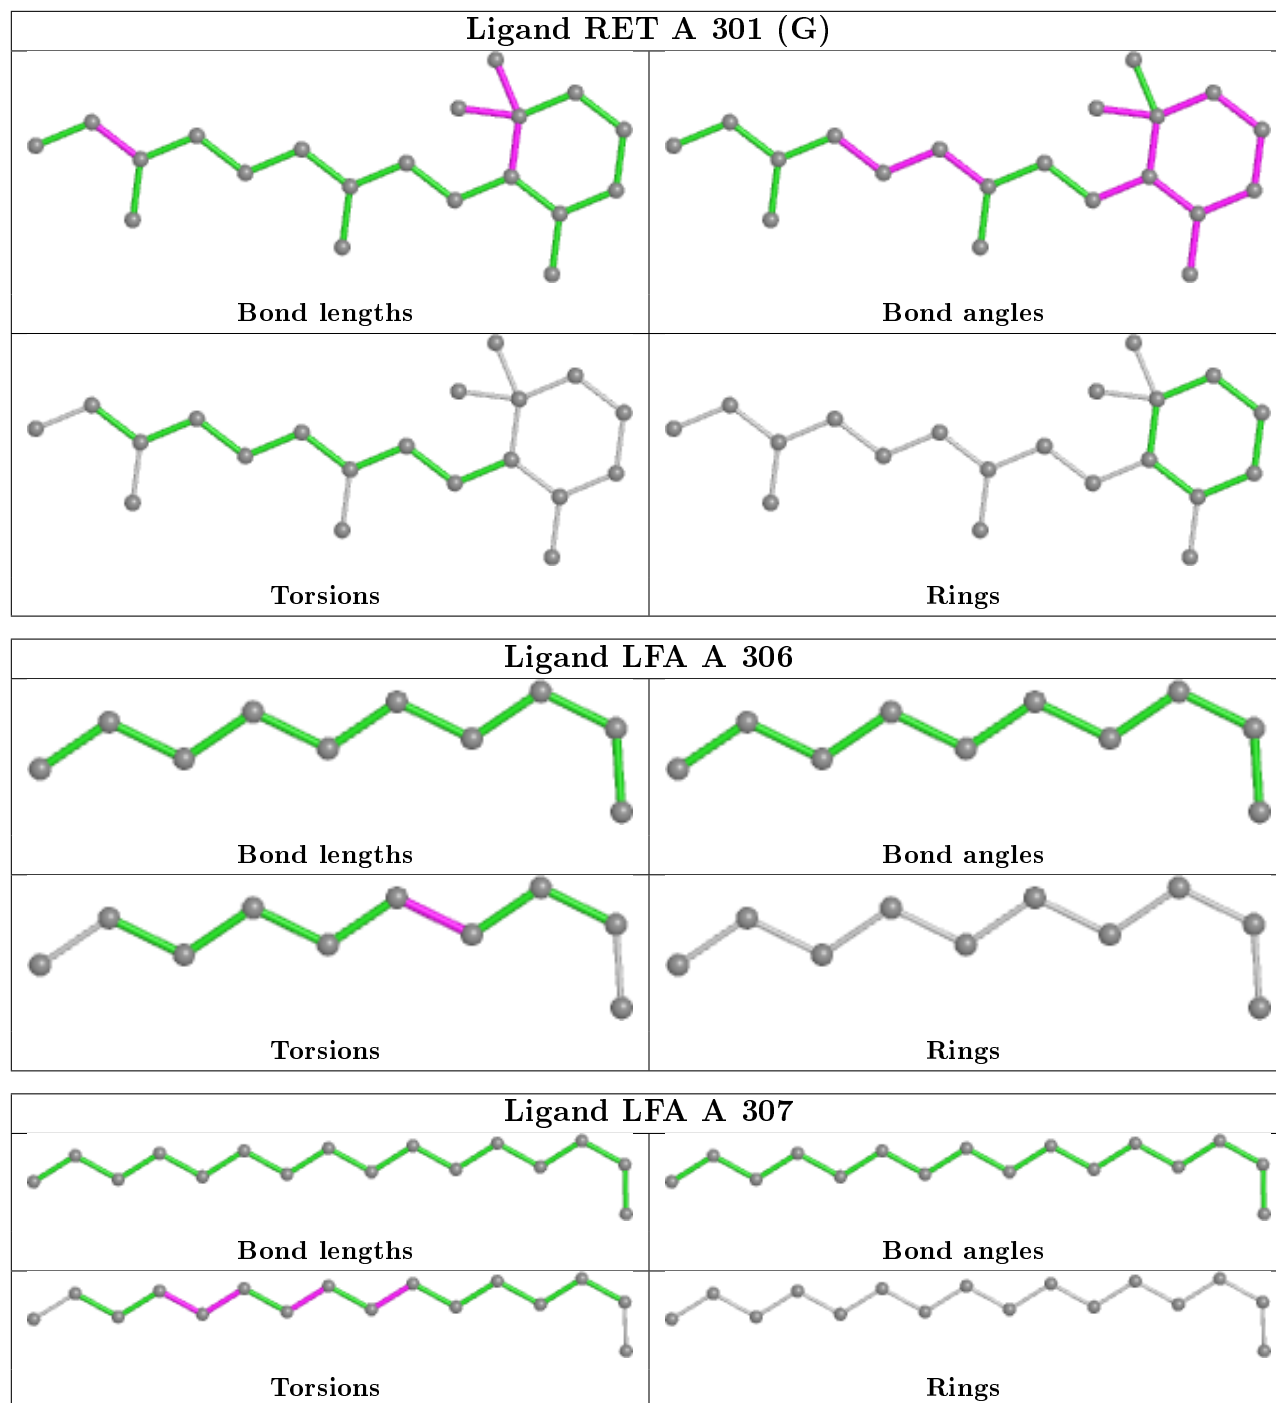 Ligand RET A 301 (G)
Bond lengths
Bond angles
Torsions
Rings
Ligand LFA A 306
Bond lengths
Bond angles
Torsions
Rings
Ligand LFA A 307
Bond lengths
Bond angles
Torsions
Rings